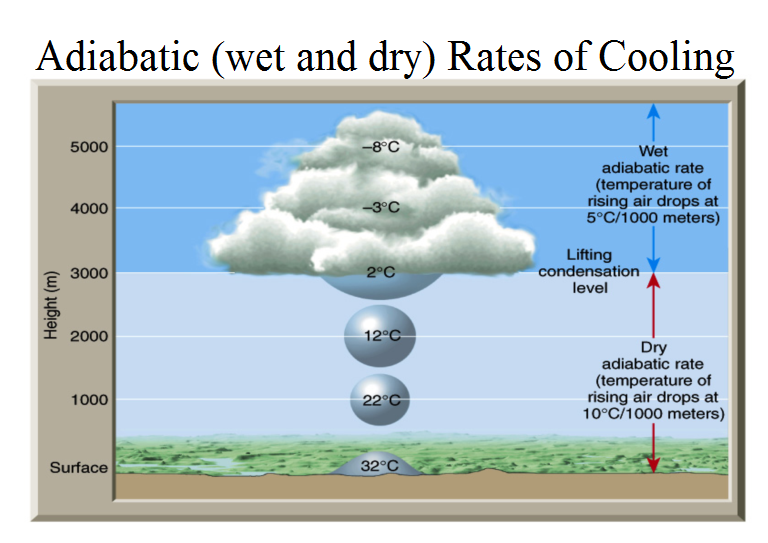 Adiabatic (wet and dry) Rates of Cooling
5000
–8°C
Wet
adiabatic rate
(temperature of
rising air drops at
5°C/1000 meters)
4000
–3°C
Lifting
condensation
level
3000
2°C
Height (m)
2000
12°C
Dry
adiabatic rate
(temperature of
rising air drops at
10°C/1000 meters)
1000
22°C
Surface
32°C